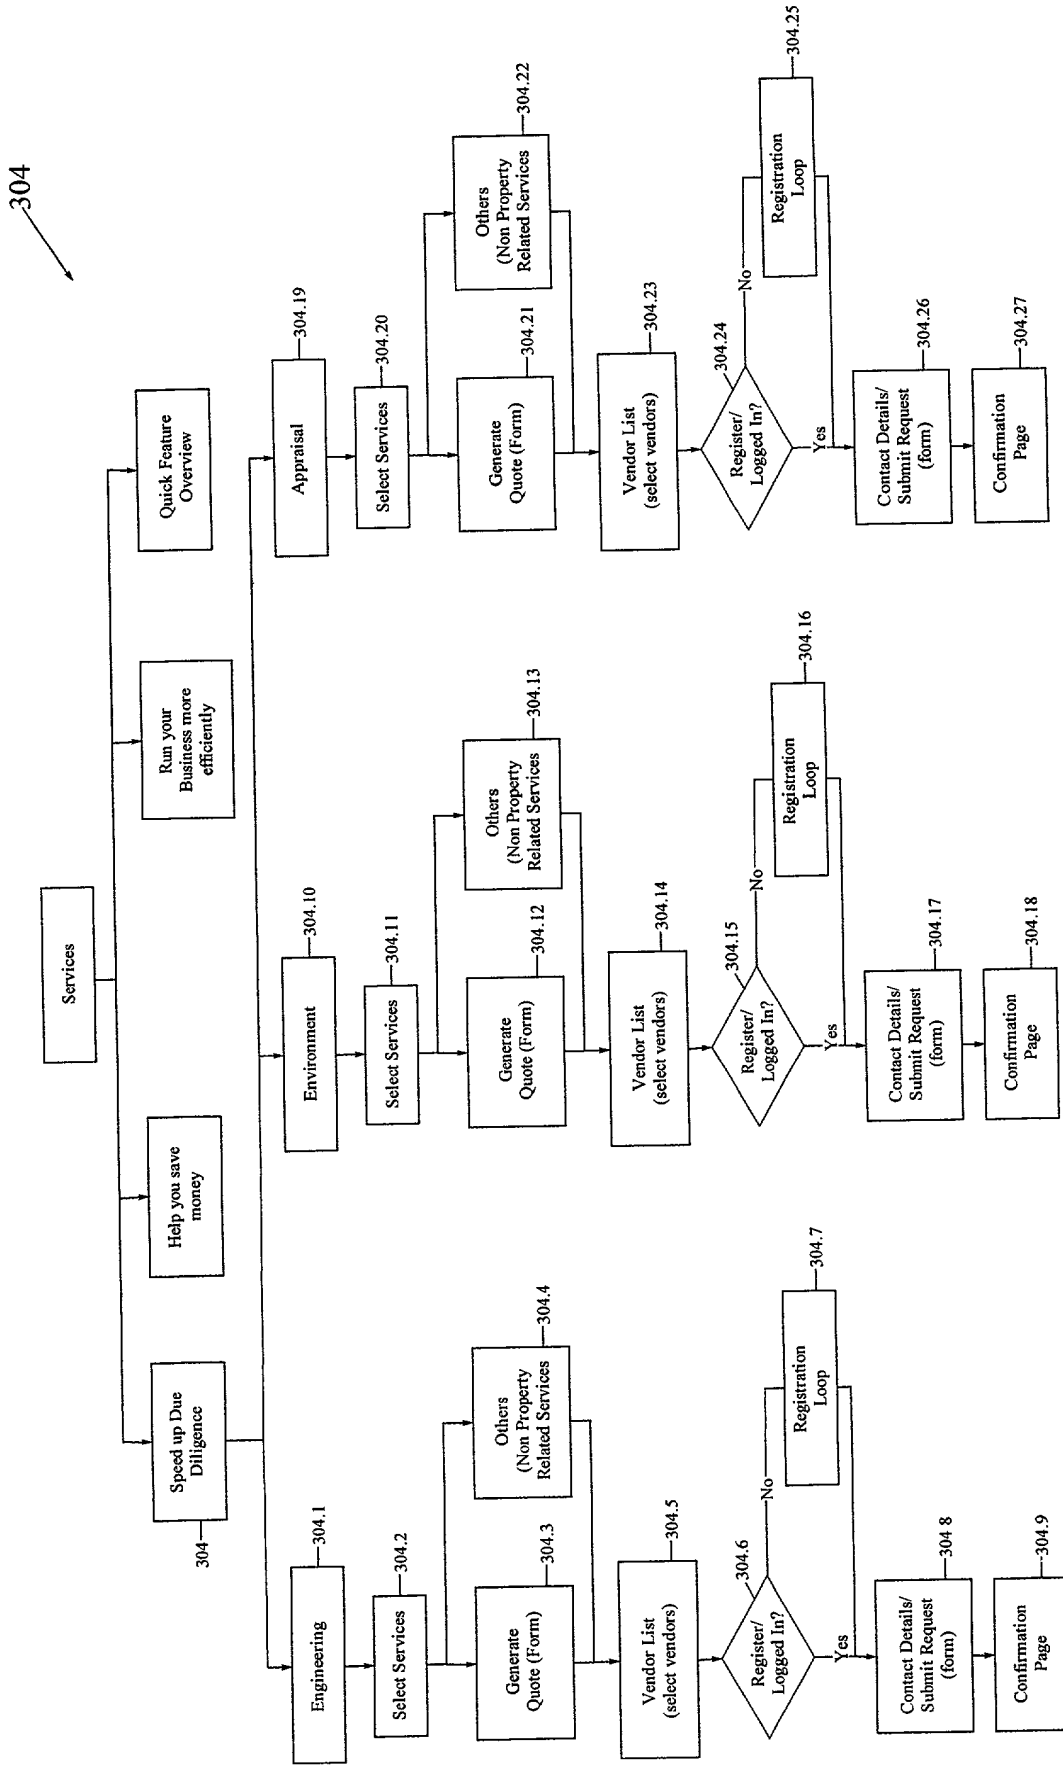 304
Services
Speed up Due
Diligence
304
Help you save
money
Run your
Business more
efficiently
Quick Feature
Overview
Engineering
304.1
Select Services
304.2
Generate
Quote (Form)
304.3
Others
(Non Property
Related Services
304.4
Vendor List
(select vendors)
304.5
Register/
Logged In?
304.6
No
Yes
Registration
Loop
304.7
Contact Details/
Submit Request
(form)
304 8
Confirmation
Page
304.9
Environment
304.10
Select Services
304.11
Generate
Quote (Form)
304.12
Others
(Non Property
Related Services
304.13
Vendor List
(select vendors)
304.14
Register/
Logged In?
304.15
No
Yes
Registration
Loop
304.16
Contact Details/
Submit Request
(form)
304.17
Confirmation
Page
304.18
Appraisal
304.19
Select Services
304.20
Generate
Quote (Form)
304.21
Others
(Non Property
Related Services
304.22
Vendor List
(select vendors)
304.23
Register/
Logged In?
304.24
No
Yes
Registration
Loop
304.25
Contact Details/
Submit Request
(form)
304.26
Confirmation
Page
304.27